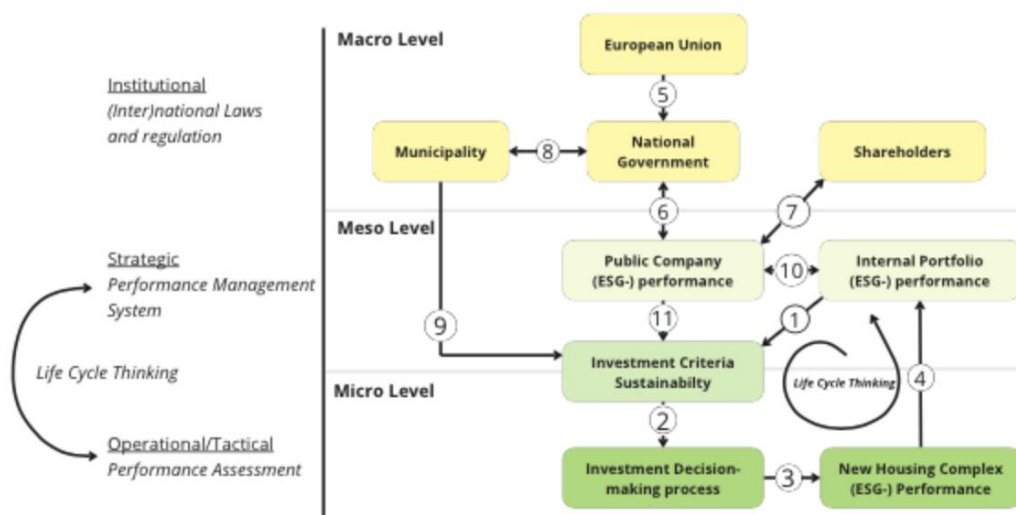 Macro Level
European Union
Institutional
(Inter)national Laws
and regulation
5
Municipality
8
National
Government
Shareholders
6
7
Meso Level
Strategic
Performance Management
System
Public Company
(ESG-) performance
10
Internal Portfolio
(ESG-) performance
9
11
1
Life Cycle Thinking
Investment Criteria
Sustainabilty
Life Cycle Thinking
4
Micro Level
2
Operational/Tactical
Performance Assessment
Investment Decision-
making process
3
New Housing Complex
(ESG-) Performance